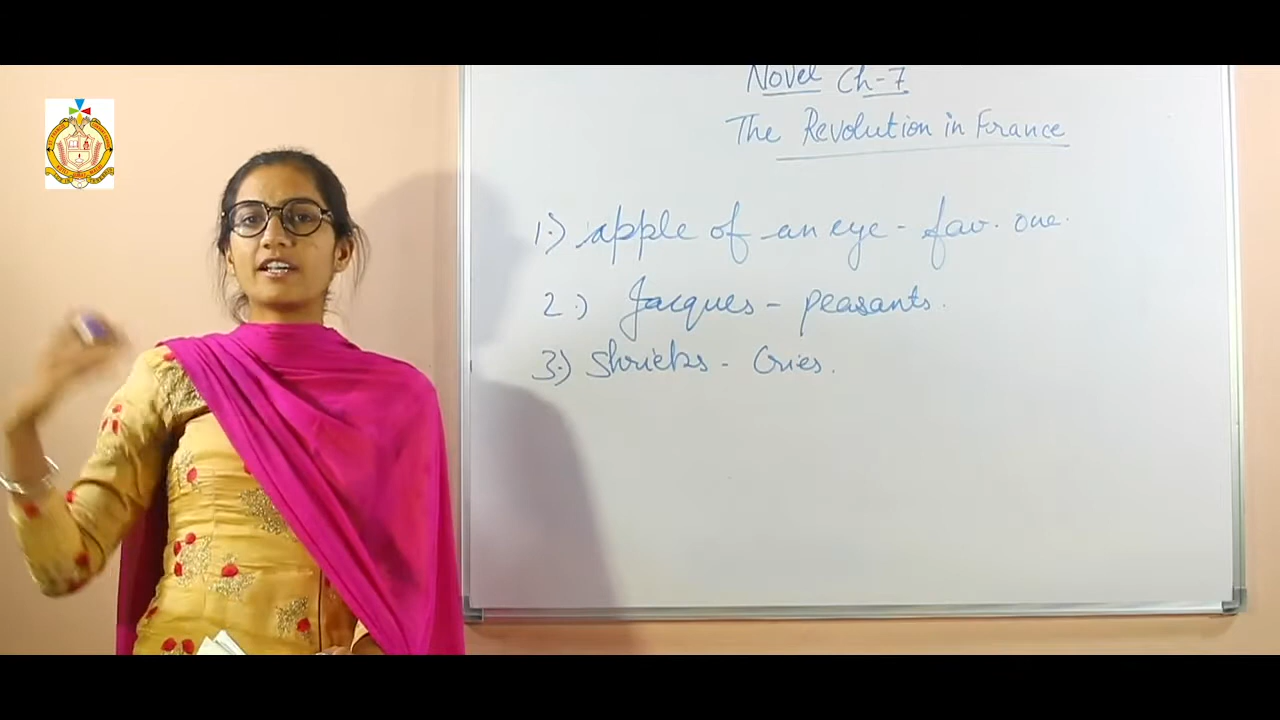 Novel Ch-7
The Revolution in France
1.) apple of an eye - fav. one.
2.) Jacques - peasants.
3.) Shrieks - Cries.